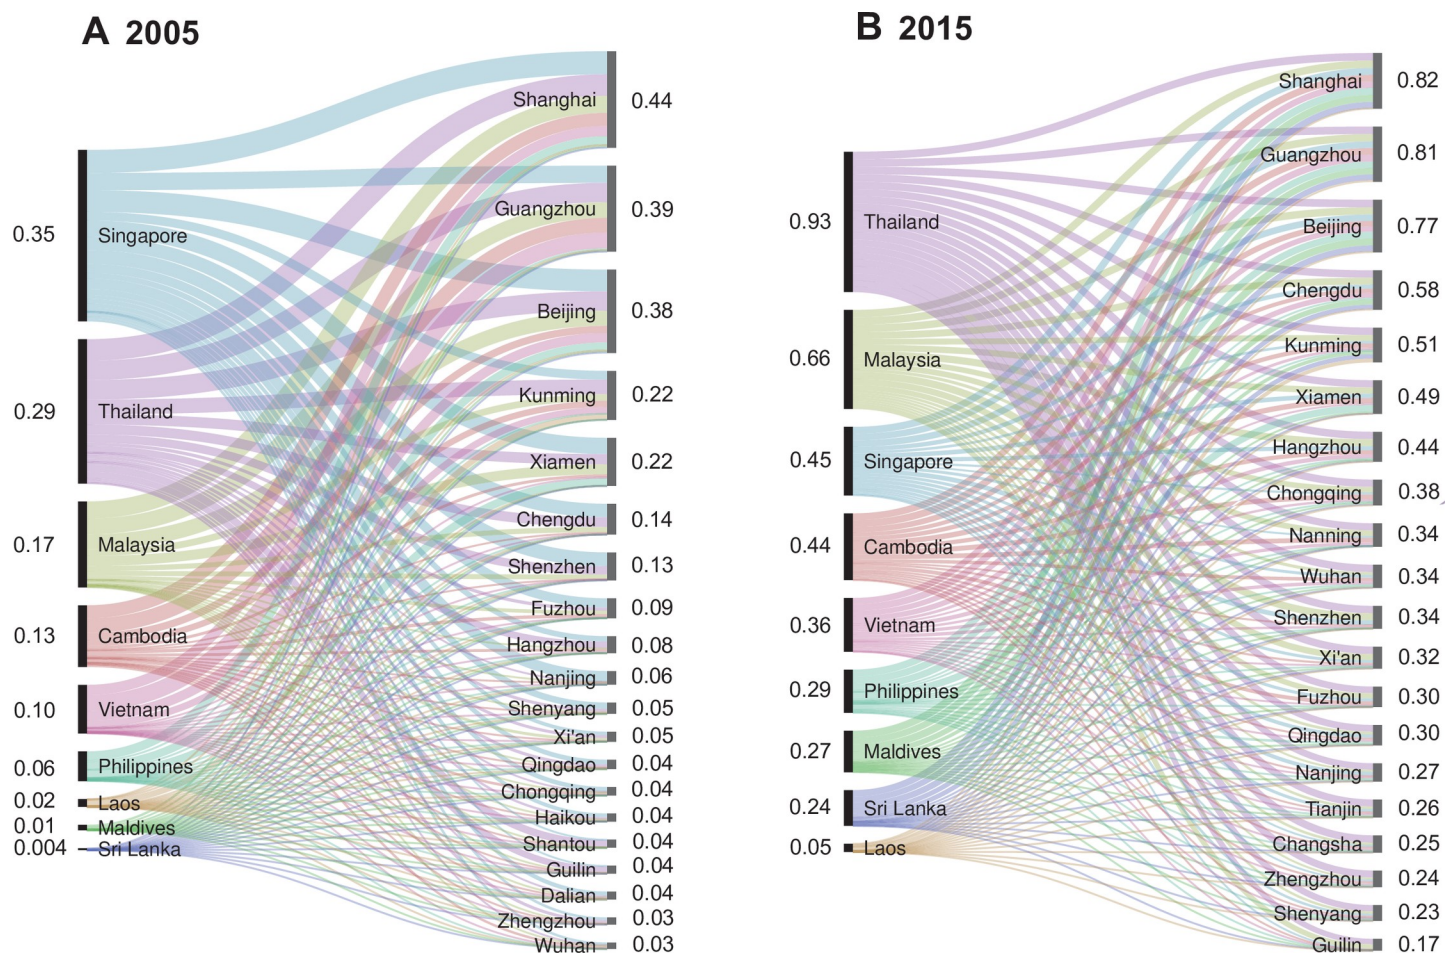 A 2005
0.35 Singapore
0.29 Thailand
0.17 Malaysia
0.13 Cambodia
0.10 Vietnam
0.06 Philippines
0.02 Laos
0.01 Maldives
0.004 Sri Lanka
Shanghai 0.44
Guangzhou 0.39
Beijing 0.38
Kunming 0.22
Xiamen 0.22
Chengdu 0.14
Shenzhen 0.13
Fuzhou 0.09
Hangzhou 0.08
Nanjing 0.06
Shenyang 0.05
Xi'an 0.05
Qingdao 0.04
Chongqing 0.04
Haikou 0.04
Shantou 0.04
Guilin 0.04
Dalian 0.04
Zhengzhou 0.03
Wuhan 0.03
B 2015
0.93 Thailand
0.66 Malaysia
0.45 Singapore
0.44 Cambodia
0.36 Vietnam
0.29 Philippines
0.27 Maldives
0.24 Sri Lanka
0.05 Laos
Shanghai 0.82
Guangzhou 0.81
Beijing 0.77
Chengdu 0.58
Kunming 0.51
Xiamen 0.49
Hangzhou 0.44
Chongqing 0.38
Nanning 0.34
Wuhan 0.34
Shenzhen 0.34
Xi'an 0.32
Fuzhou 0.30
Qingdao 0.30
Nanjing 0.27
Tianjin 0.26
Changsha 0.25
Zhengzhou 0.24
Shenyang 0.23
Guilin 0.17